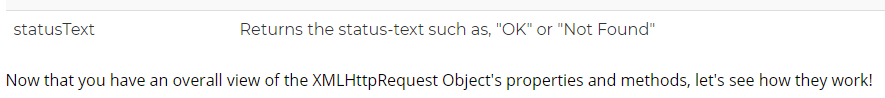 statusText Returns the status-text such as, "OK" or "Not Found"
Now that you have an overall view of the XMLHttpRequest Object's properties and methods, let's see how they work!